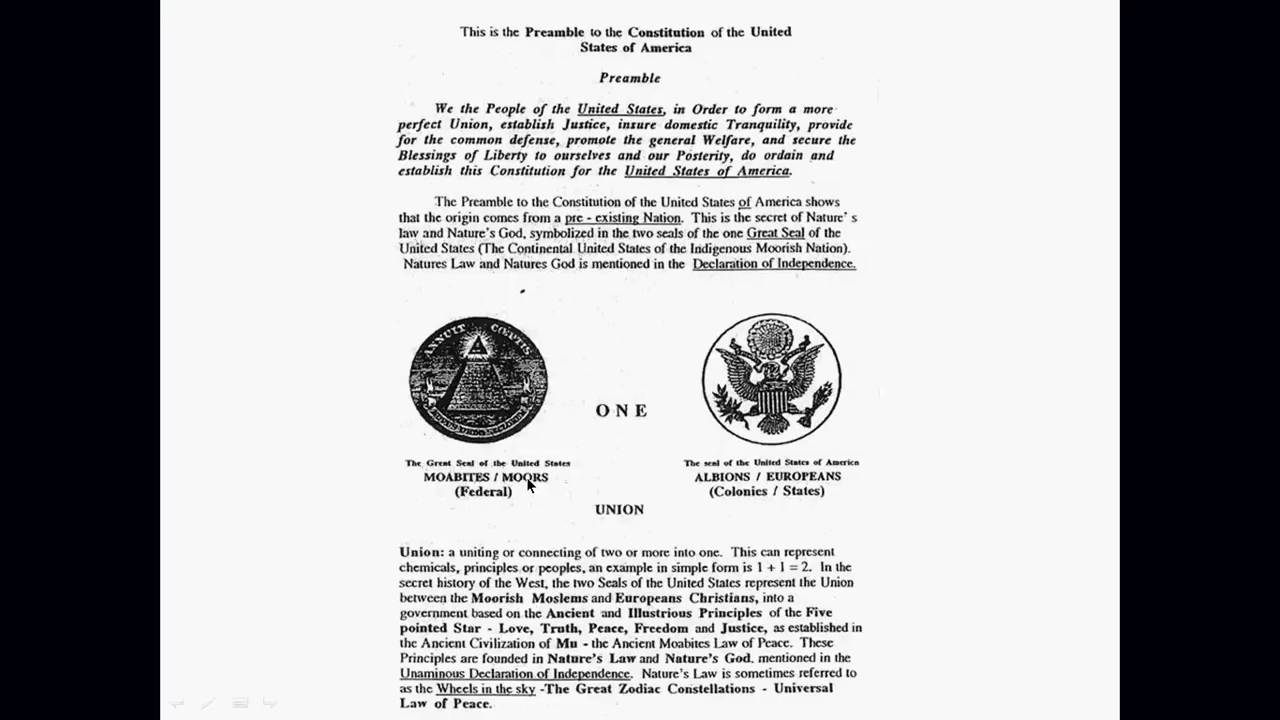 This is the Preamble to the Constitution of the United
States of America
Preamble
We the People of the United States, in Order to form a more
perfect Union, establish Justice, insure domestic Tranquility, provide
for the common defense, promote the general Welfare, and secure the
Blessings of Liberty to ourselves and our Posterity, do ordain and
establish this Constitution for the United States of America.
The Preamble to the Constitution of the United States of America shows
that the origin comes from a pre - existing Nation. This is the secret of Nature's
law and Nature's God, symbolized in the two seals of the one Great Seal of the
United States (The Continental United States of the Indigenous Moorish Nation).
Natures Law and Natures God is mentioned in the Declaration of Independence.
ANNUIT CŒPTIS
ONE
The Great Seal of the United States
MOABITES / MOORS
(Federal)
The seal of the United States of America
ALBIONS / EUROPEANS
(Colonies / States)
UNION
Union: a uniting or connecting of two or more into one. This can represent
chemicals, principles or peoples, an example in simple form is 1 + 1 = 2. In the
secret history of the West, the two Seals of the United States represent the Union
between the Moorish Moslems and Europeans Christians, into a
government based on the Ancient and Illustrious Principles of the Five
pointed Star - Love, Truth, Peace, Freedom and Justice, as established in
the Ancient Civilization of Mu - the Ancient Moabites Law of Peace. These
Principles are founded in Nature's Law and Nature's God, mentioned in the
Unaminous Declaration of Independence. Nature's Law is sometimes referred to
as the Wheels in the sky -The Great Zodiac Constellations - Universal
Law of Peace.